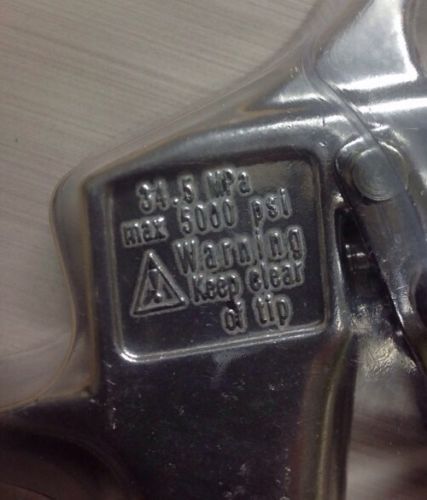 34.5 MPa
max 5000 psi
Warning
Keep clear
of tip